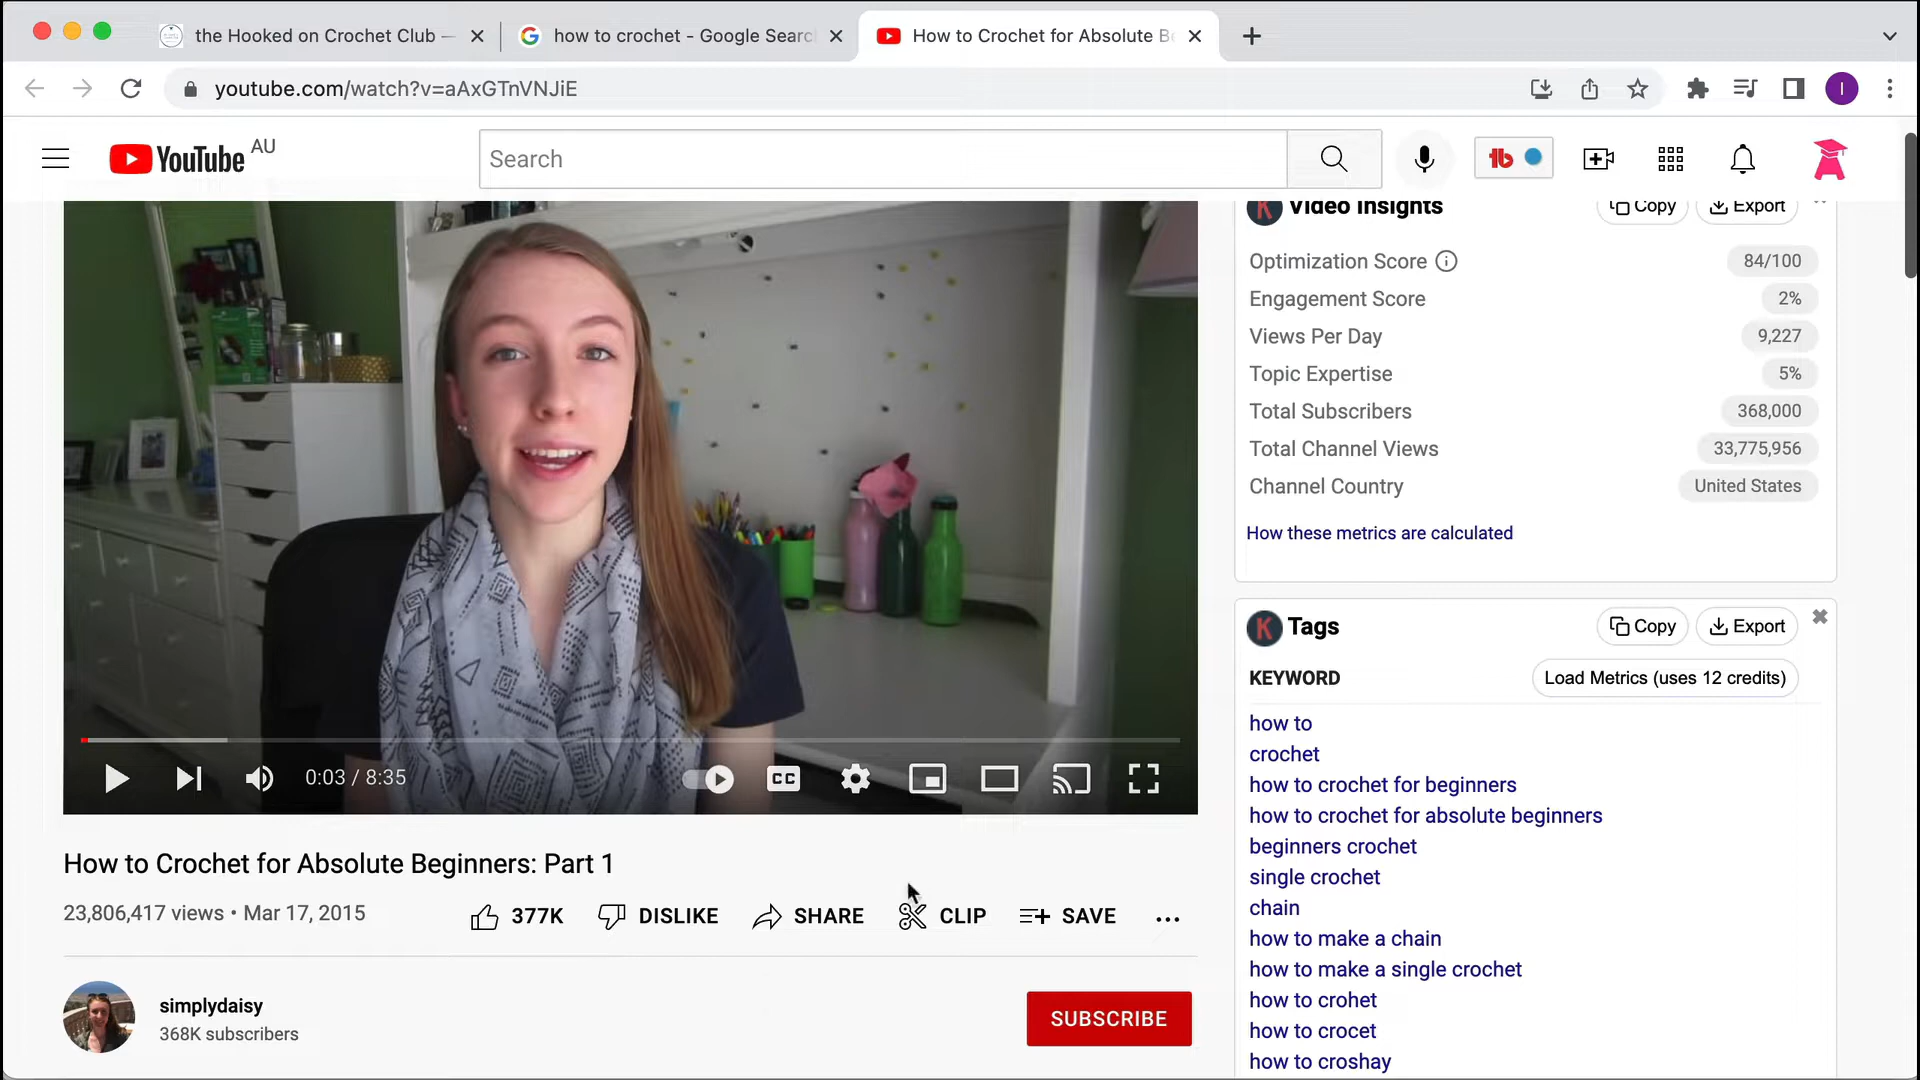 the Hooked on Crochet Club —
how to crochet - Google Searc
How to Crochet for Absolute B
youtube.com/watch?v=aAxGTnVNJiE
I
YouTube AU
Search
Video Insights
Copy
Export
Optimization Score
84/100
Engagement Score
2%
Views Per Day
9,227
Topic Expertise
5%
Total Subscribers
368,000
Total Channel Views
33,775,956
Channel Country
United States
How these metrics are calculated
K Tags
Copy
Export
KEYWORD
Load Metrics (uses 12 credits)
how to
crochet
how to crochet for beginners
how to crochet for absolute beginners
beginners crochet
single crochet
chain
how to make a chain
how to make a single crochet
how to crohet
how to crocet
how to croshay
0:03 / 8:35
CC
How to Crochet for Absolute Beginners: Part 1
23,806,417 views • Mar 17, 2015
377K
DISLIKE
SHARE
CLIP
SAVE
simplydaisy
368K subscribers
SUBSCRIBE